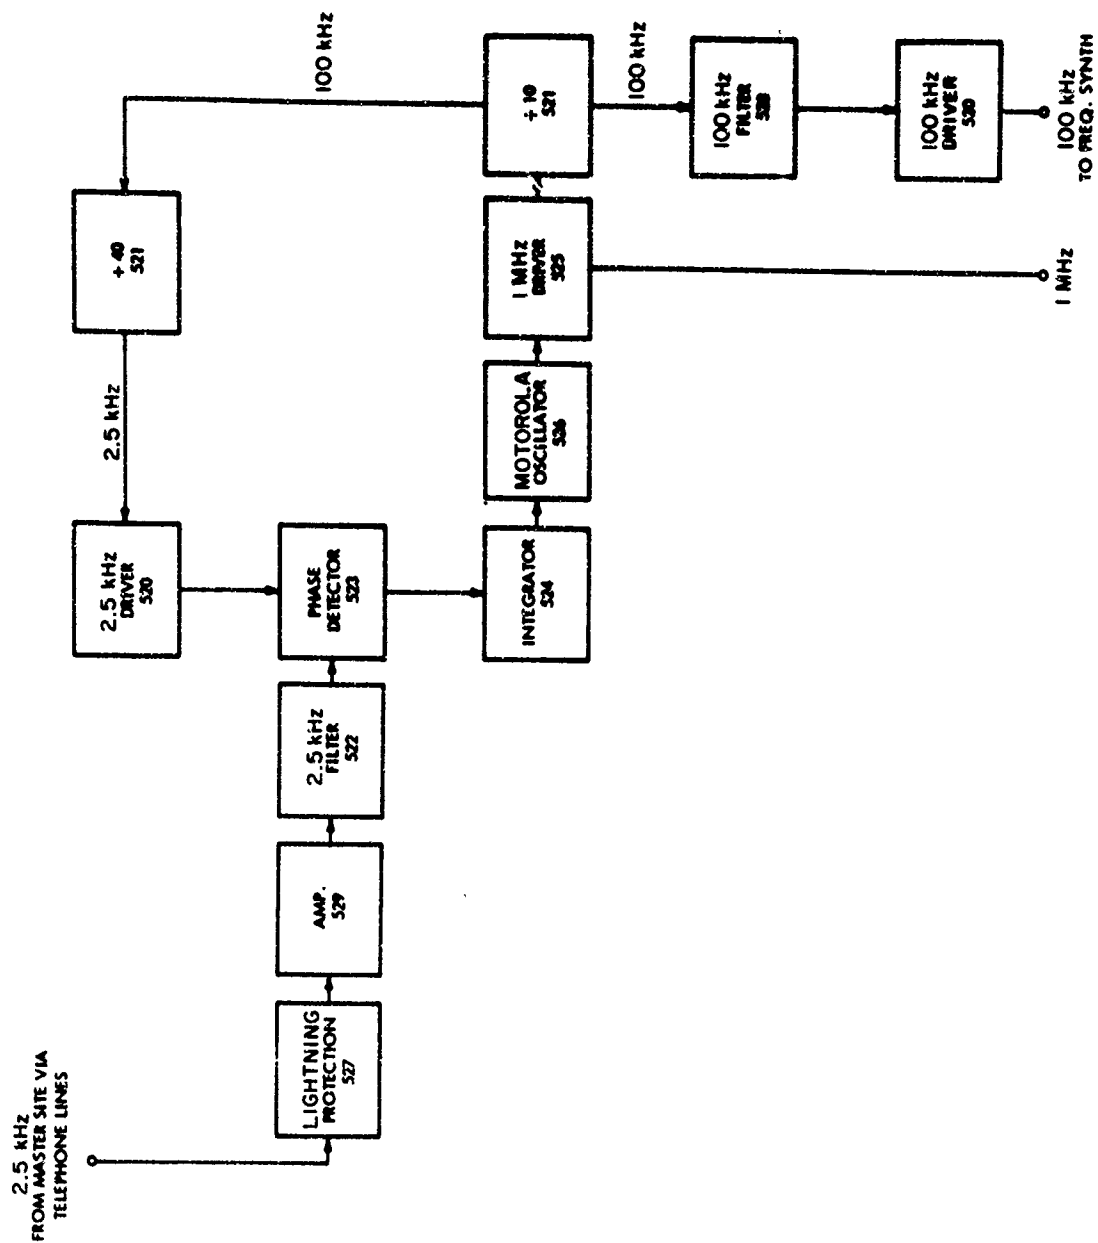 2.5 kHz
FROM MASTER SITE VIA
TELEPHONE LINES
LIGHTNING
PROTECTION
527
AMP.
529
2.5 kHz
FILTER
522
PHASE
DETECTOR
523
2.5 kHz
DRIVER
520
2.5 kHz
÷ 40
521
100 kHz
INTEGRATOR
524
MOTOROLA
OSCILLATOR
526
1 MHz
DRIVER
525
÷ 10
521
100 kHz
100 kHz
FILTER
528
100 kHz
DRIVER
520
1 MHz
100 kHz
TO FREQ. SYNTH